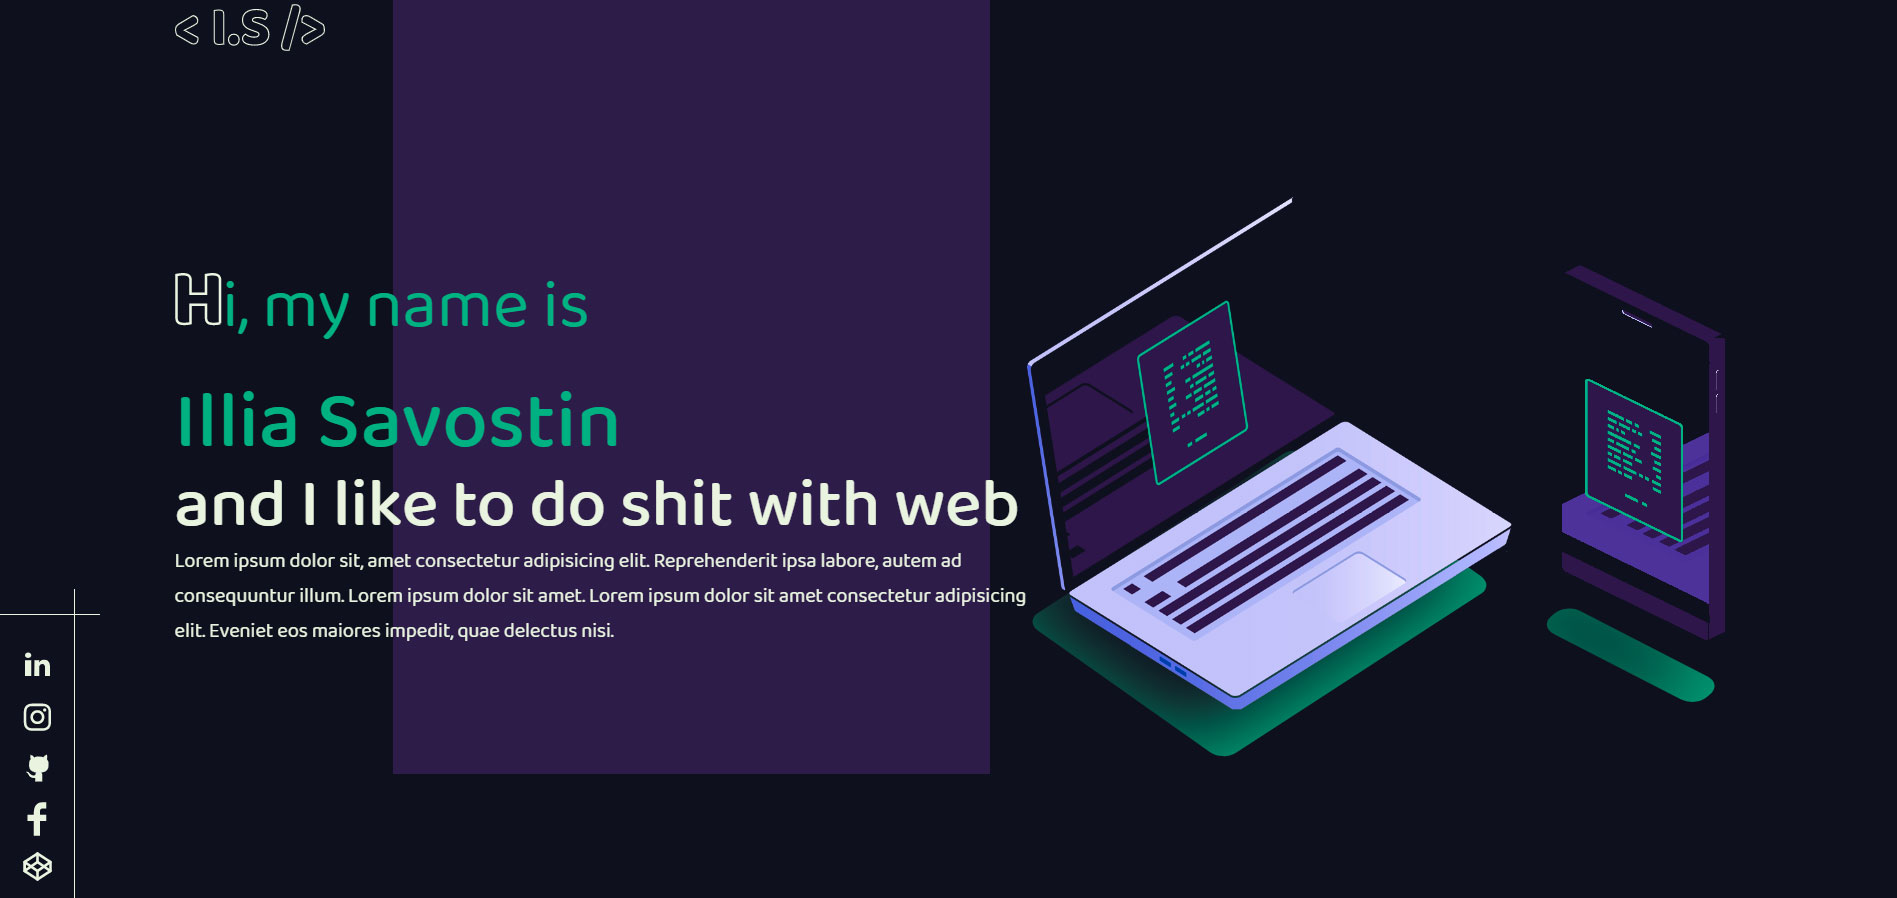 < I.S />
Hi, my name is
Illia Savostin
and I like to do shit with web
Lorem ipsum dolor sit, amet consectetur adipisicing elit. Reprehenderit ipsa labore, autem ad
consequuntur illum. Lorem ipsum dolor sit amet. Lorem ipsum dolor sit amet consectetur adipisicing
elit. Eveniet eos maiores impedit, quae delectus nisi.
in